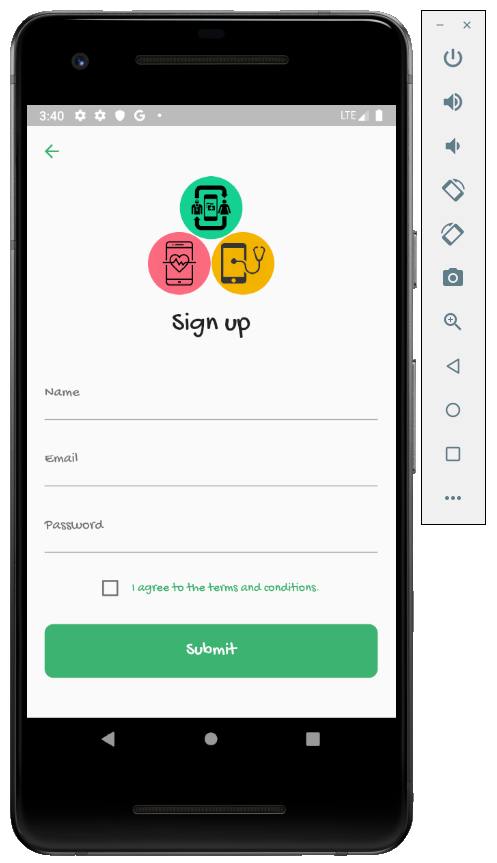 3:40 G LTE
Sign up
Name
Email
Password
I agree to the terms and conditions.
Submit